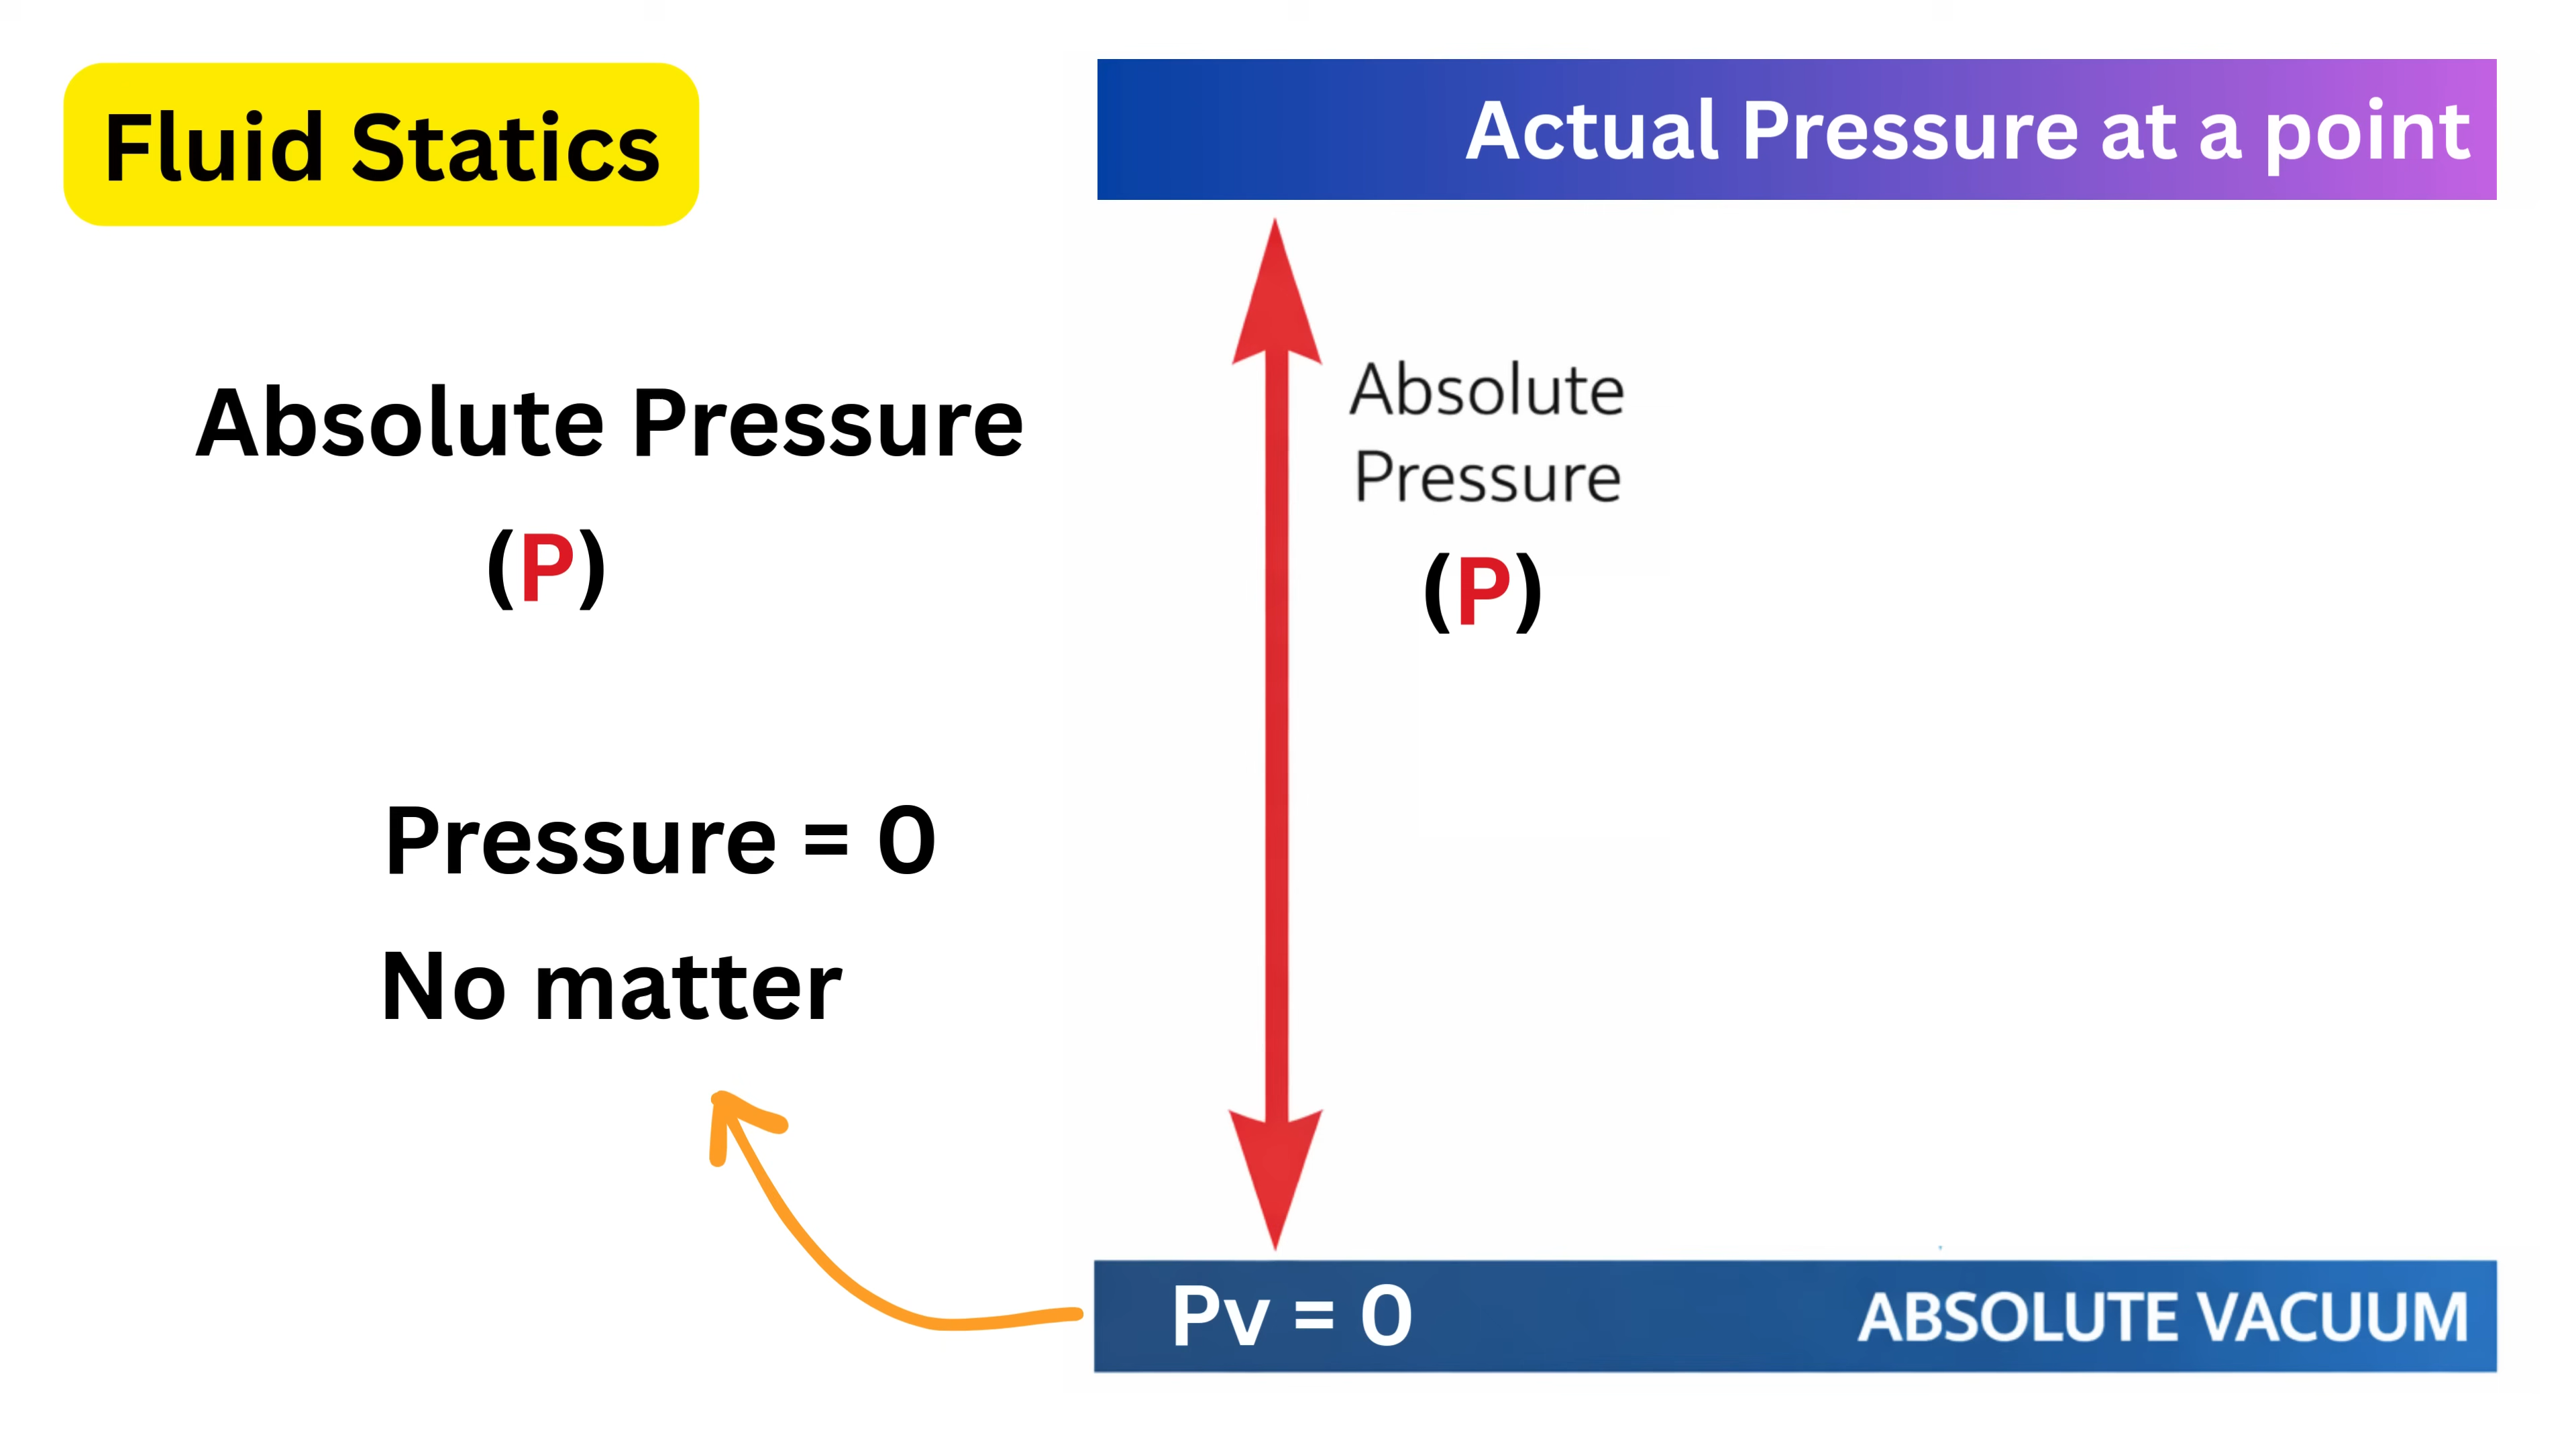 Fluid Statics
Actual Pressure at a point
Absolute Pressure
(P)
Absolute
Pressure
(P)
Pressure = 0
No matter
Pv = 0
ABSOLUTE VACUUM